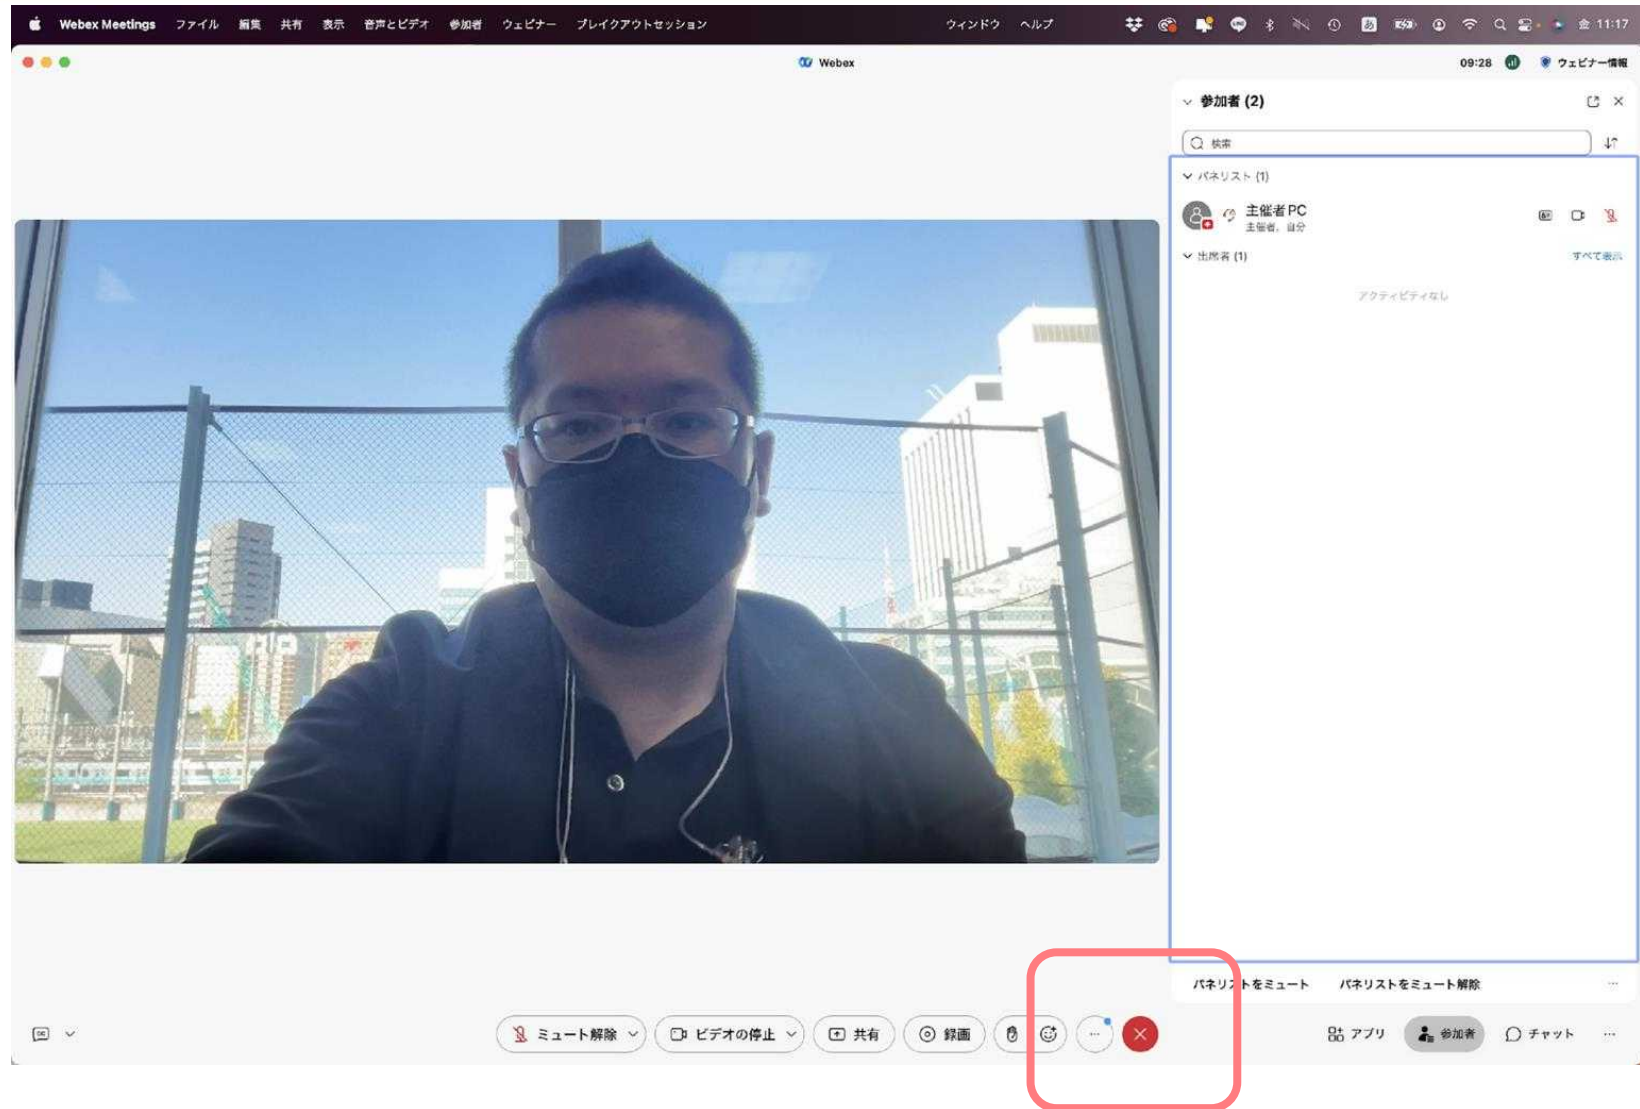 Webex Meetings ファイル 編集 共有 表示 音声とビデオ 参加者 ウェビナー ブレイクアウトセッション ウィンドウ ヘルプ あ 金 11:17
Webex
09:28 ウェビナー情報
参加者 (2)
検索
パネリスト (1)
主催者 PC
主催者、自分
出席者 (1) すべて表示
アクティビティなし
パネリストをミュート パネリストをミュート解除 …
ミュート解除 ビデオの停止 共有 録画 … アプリ 参加者 チャット …